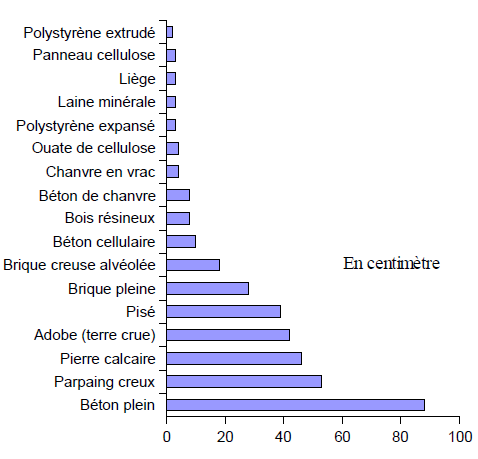 Polystyrène extrudé
Panneau cellulose
Liège
Laine minérale
Polystyrène expansé
Ouate de cellulose
Chanvre en vrac
Béton de chanvre
Bois résineux
Béton cellulaire
Brique creuse alvéolée
En centimètre
Brique pleine
Pisé
Adobe (terre crue)
Pierre calcaire
Parpaing creux
Béton plein
0 20 40 60 80 100